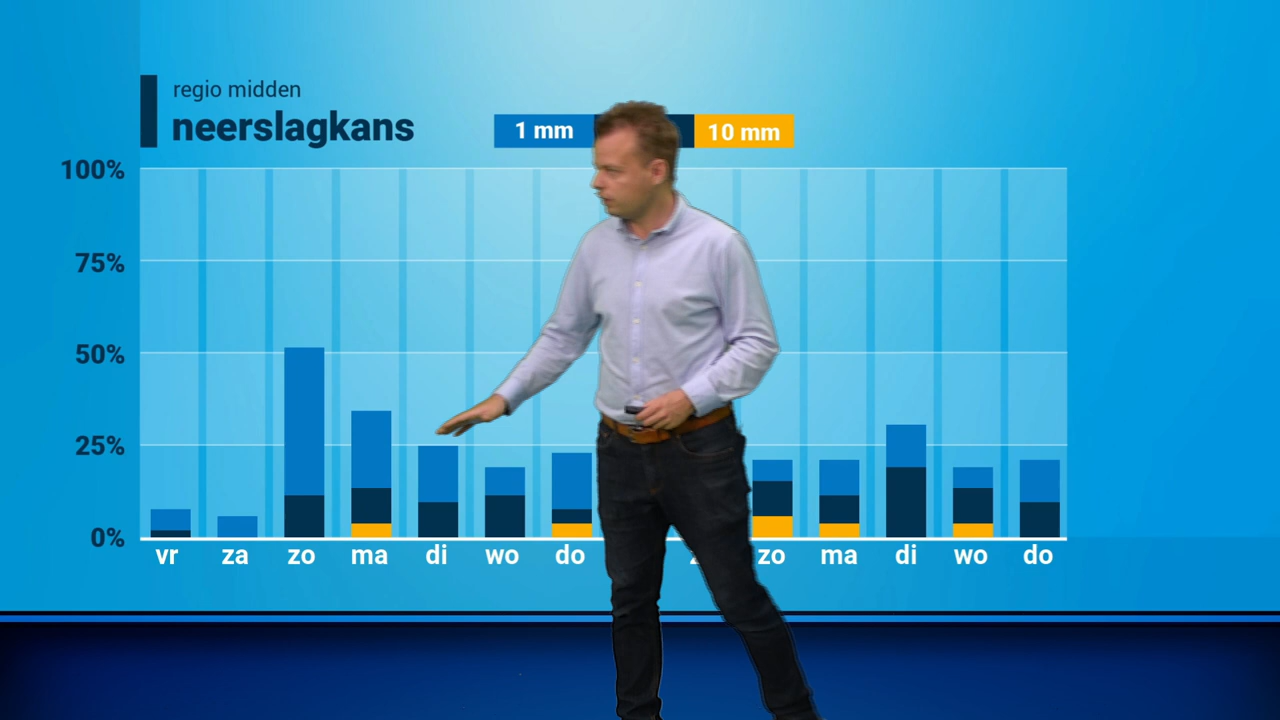 regio midden
neerslagkans
1 mm 10 mm
100%
75%
50%
25%
0%
vr za zo ma di wo do zo ma di wo do